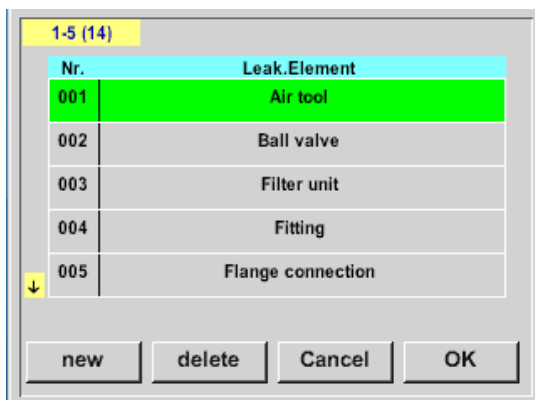 1-5 (14)
Nr. Leak.Element
001 Air tool
002 Ball valve
003 Filter unit
004 Fitting
005 Flange connection
↓
new delete Cancel OK